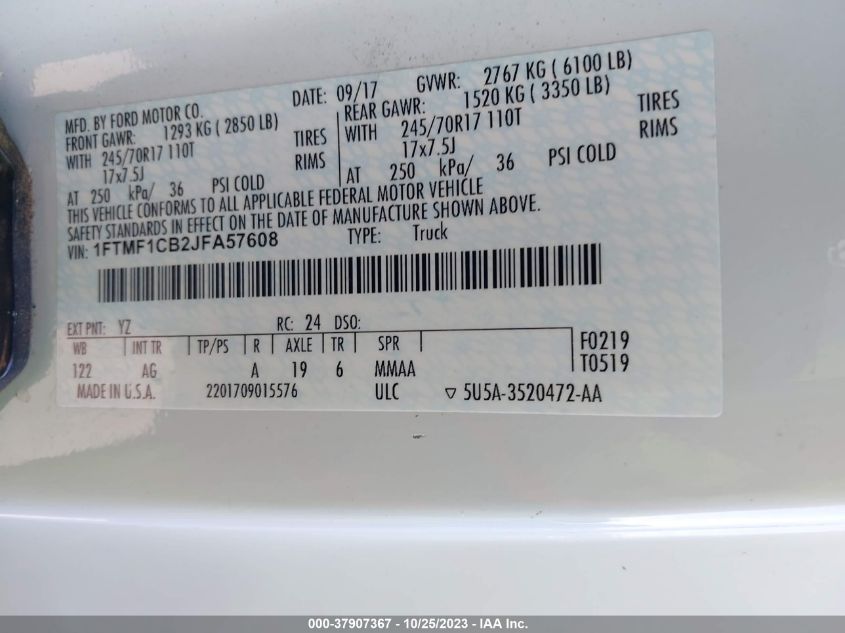 MFD. BY FORD MOTOR CO. DATE: 09/17 GVWR: 2767 KG ( 6100 LB)
FRONT GAWR: 1293 KG ( 2850 LB) REAR GAWR: 1520 KG ( 3350 LB)
WITH 245/70R17 110T TIRES WITH 245/70R17 110T TIRES
17x7.5J RIMS 17x7.5J RIMS
AT 250 kPa/ 36 PSI COLD AT 250 kPa/ 36 PSI COLD
THIS VEHICLE CONFORMS TO ALL APPLICABLE FEDERAL MOTOR VEHICLE
SAFETY STANDARDS IN EFFECT ON THE DATE OF MANUFACTURE SHOWN ABOVE.
VIN: 1FTMF1CB2JFA57608 TYPE: Truck
EXT PNT: YZ RC: 24 DSO:
WB INT TR TP/PS R AXLE TR SPR F0219
122 AG A 19 6 MMAA T0519
MADE IN U.S.A. 2201709015576 ULC ▽ 5U5A-3520472-AA
000-37907367 - 10/25/2023 - IAA Inc.